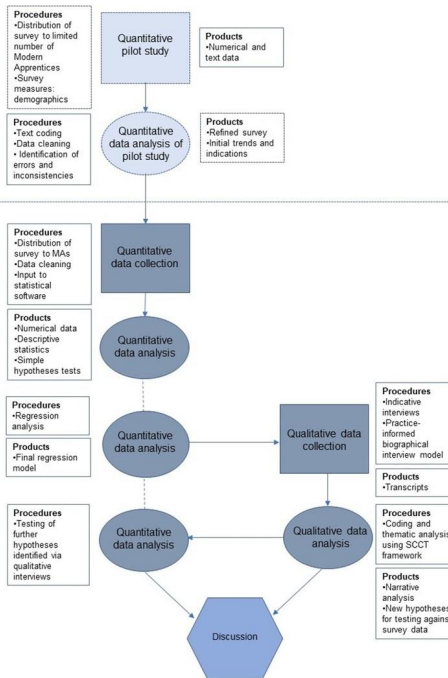 Procedures
•Distribution of
survey to limited
number of
Modern
Apprentices
•Survey
measures:
demographics
Quantitative
pilot study
Products
•Numerical and
text data
Procedures
•Text coding
•Data cleaning
• Identification of
errors and
inconsistencies
Quantitative
data analysis of
pilot study
Products
•Refined survey
•Initial trends and
indications
Procedures
•Distribution of
survey to MAs
•Data cleaning
•Input to
statistical
software
Quantitative
data collection
Products
•Numerical data
•Descriptive
statistics
•Simple
hypotheses tests
Quantitative
data analysis
Procedures
•Regression
analysis
Products
•Final regression
model
Quantitative
data analysis
Qualitative data
collection
Procedures
•Indicative
interviews
•Practice-
informed
biographical
interview model
Products
•Transcripts
Procedures
•Testing of
further
hypotheses
identified via
qualitative
interviews
Quantitative
data analysis
Qualitative data
analysis
Procedures
•Coding and
thematic analysis
using SCCT
framework
Products
•Narrative
analysis
•New hypotheses
for testing against
survey data
Discussion